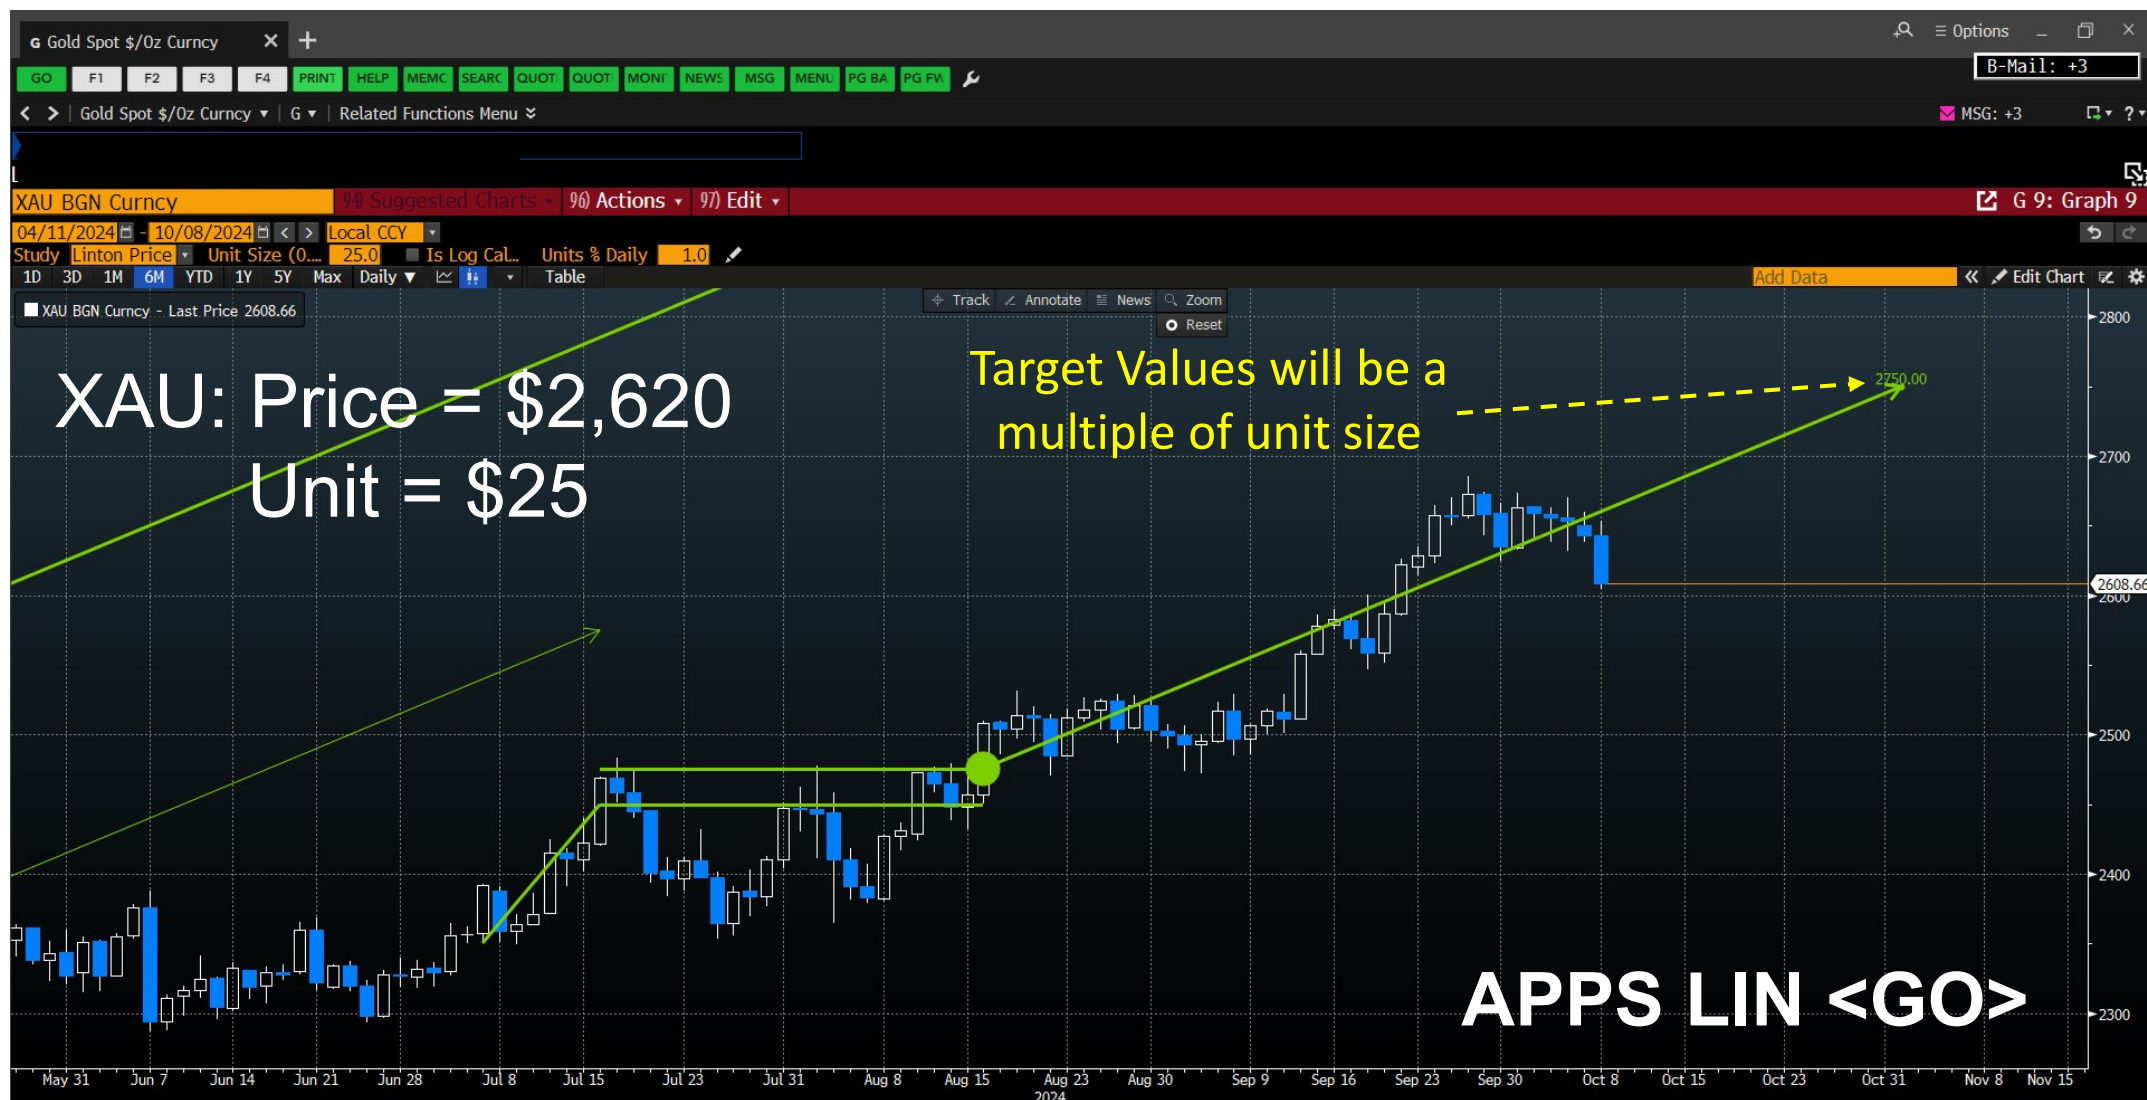 G Gold Spot $/Oz Curncy × +
Options
GO F1 F2 F3 F4 PRINT HELP MEMC SEARC QUOT QUOT MONI NEWS MSG MENU PG BA PG FW
B-Mail: +3
< > Gold Spot $/Oz Curncy G Related Functions Menu
MSG: +3 ?
L
XAU BGN Curncy 94) Suggested Charts 96) Actions 97) Edit G 9: Graph 9
04/11/2024 - 10/08/2024 < > Local CCY
Study Linton Price Unit Size (0.... 25.0 Is Log Cal... Units % Daily 1.0
1D 3D 1M 6M YTD 1Y 5Y Max Daily ▼ Table Add Data « Edit Chart
Track Annotate News Zoom
Reset
XAU BGN Curncy - Last Price 2608.66
XAU: Price = $2,620
Unit = $25
Target Values will be a
multiple of unit size
2750.00
2800
2700
2608.66
2600
2500
2400
2300
APPS LIN <GO>
May 31 Jun 7 Jun 14 Jun 21 Jun 28 Jul 8 Jul 15 Jul 23 Jul 31 Aug 8 Aug 15 Aug 23 Aug 30 Sep 9 Sep 16 Sep 23 Sep 30 Oct 8 Oct 15 Oct 23 Oct 31 Nov 8 Nov 15
2024